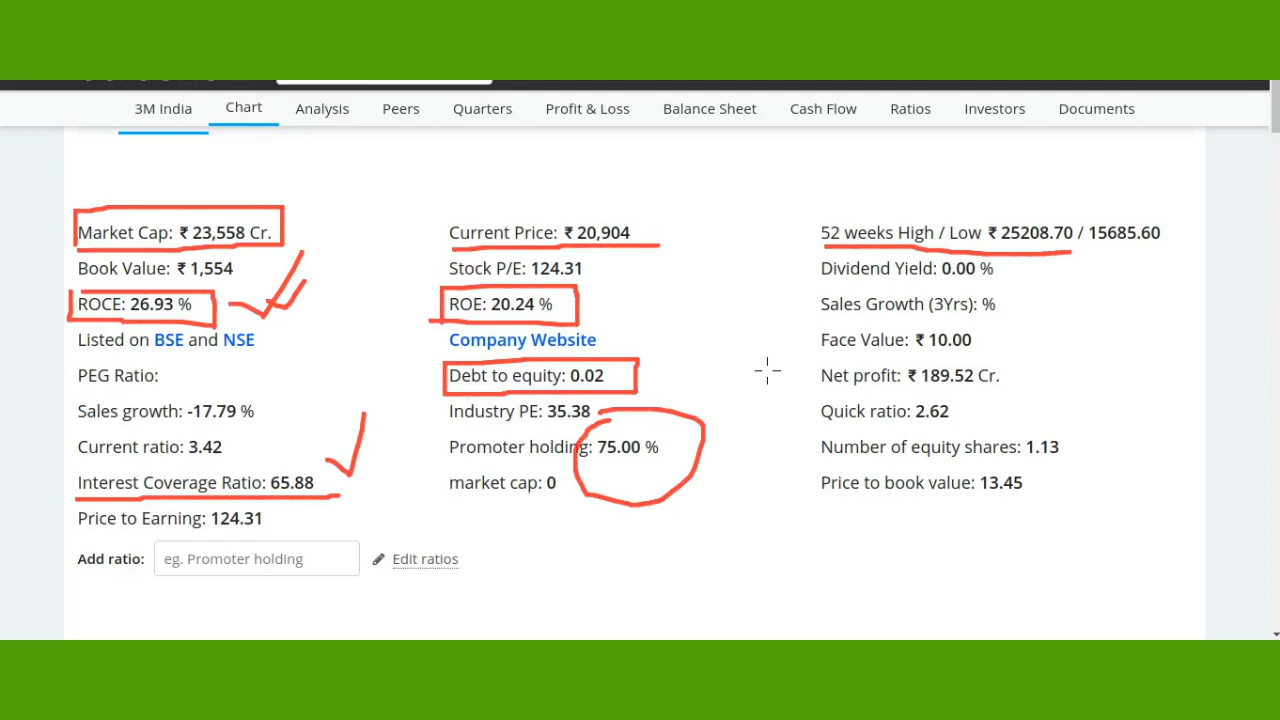 3M India Chart Analysis Peers Quarters Profit & Loss Balance Sheet Cash Flow Ratios Investors Documents
Market Cap: ₹ 23,558 Cr.
Current Price: ₹ 20,904
52 weeks High / Low ₹ 25208.70 / 15685.60
Book Value: ₹ 1,554
Stock P/E: 124.31
Dividend Yield: 0.00 %
ROCE: 26.93 %
ROE: 20.24 %
Sales Growth (3Yrs): %
Listed on BSE and NSE
Company Website
Face Value: ₹ 10.00
PEG Ratio:
Debt to equity: 0.02
Net profit: ₹ 189.52 Cr.
Sales growth: -17.79 %
Industry PE: 35.38
Quick ratio: 2.62
Current ratio: 3.42
Promoter holding: 75.00 %
Number of equity shares: 1.13
Interest Coverage Ratio: 65.88
market cap: 0
Price to book value: 13.45
Price to Earning: 124.31
Add ratio: eg. Promoter holding Edit ratios